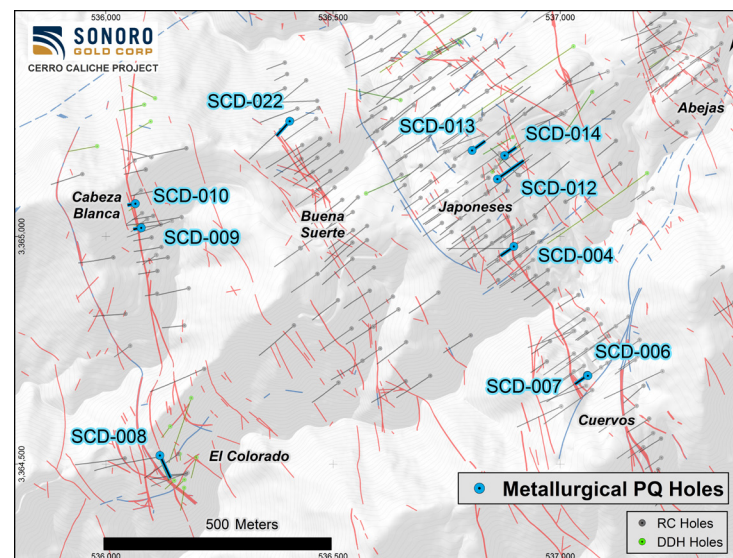 536,000
536,500
537,000
SONORO
GOLD CORP
CERRO CALICHE PROJECT
SCD-022
SCD-013
SCD-014
Abejas
SCD-010
Cabeza
Blanca
SCD-012
Japoneses
Buena
Suerte
SCD-009
3,365,000
SCD-004
SCD-006
SCD-007
Cuervos
SCD-008
El Colorado
3,364,500
Metallurgical PQ Holes
500 Meters
RC Holes
DDH Holes
536,000
536,500
537,000